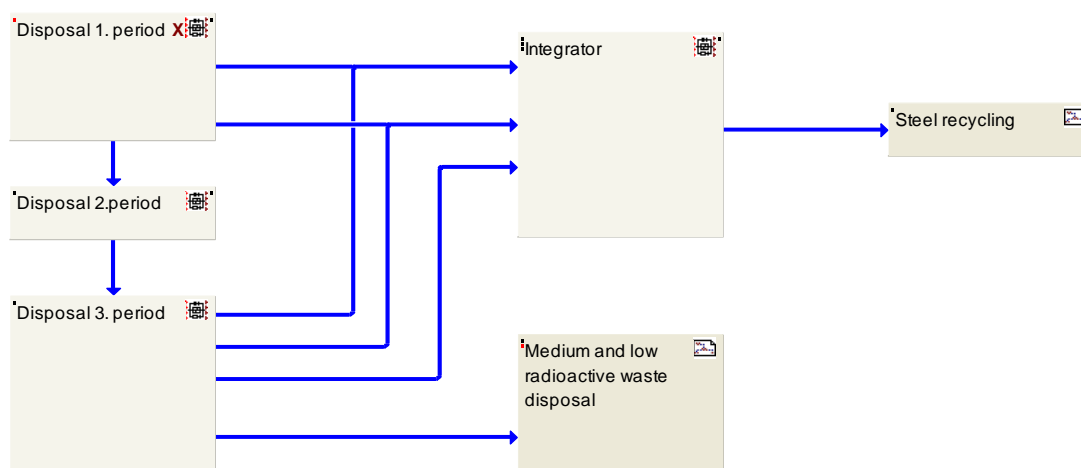 Disposal 1. period X
Integrator
Steel recycling
Disposal 2.period
Disposal 3. period
Medium and low
radioactive waste
disposal